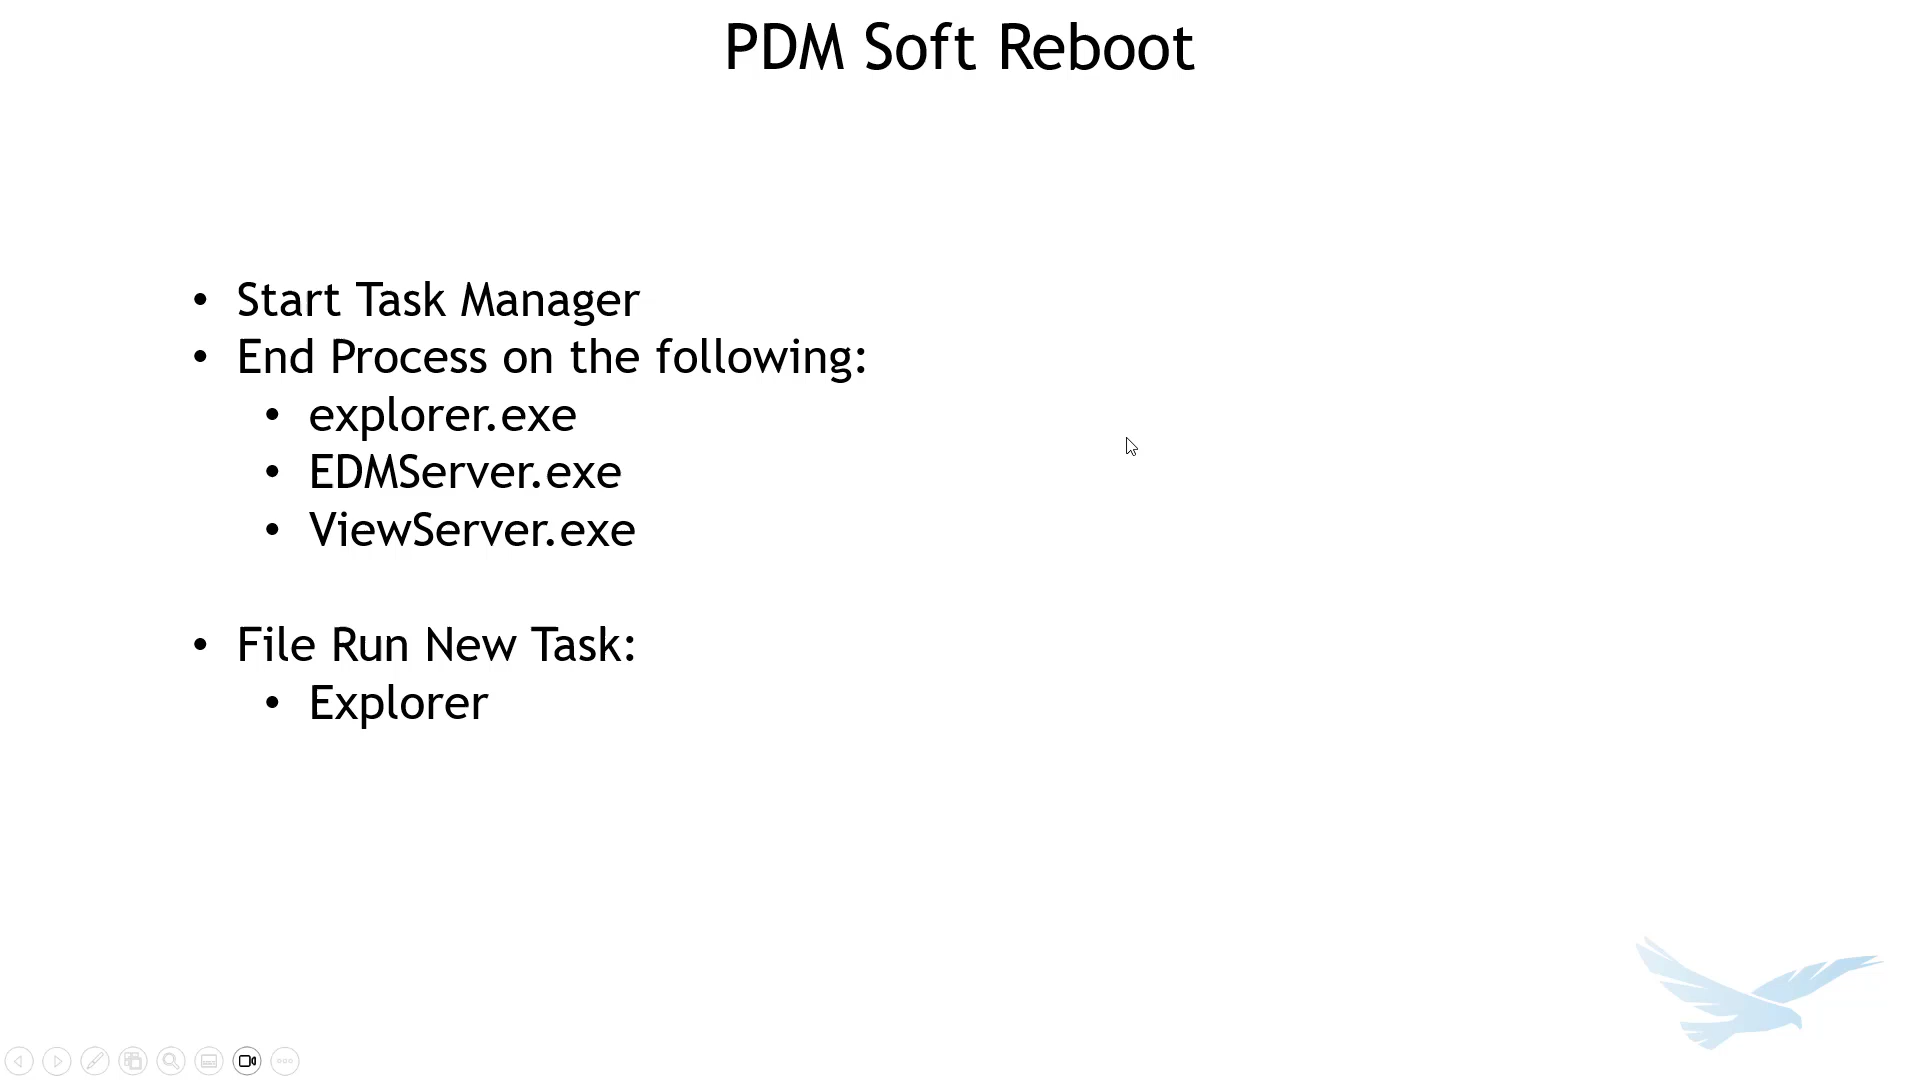 PDM Soft Reboot
• Start Task Manager
• End Process on the following:
• explorer.exe
• EDMServer.exe
• ViewServer.exe
• File Run New Task:
• Explorer